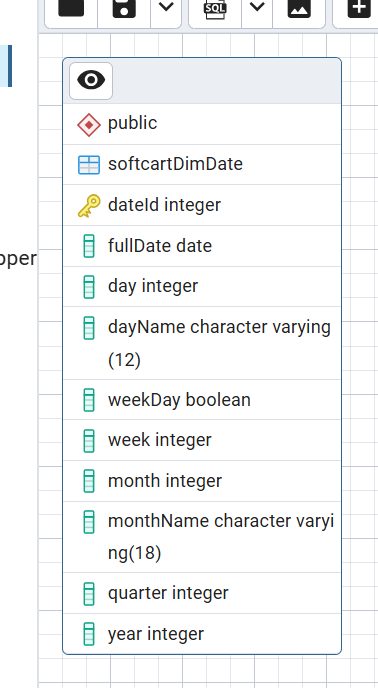 SQL
public
softcartDimDate
dateId integer
fullDate date
pper
day integer
dayName character varying
(12)
weekDay boolean
week integer
month integer
monthName character varyi
ng(18)
quarter integer
year integer